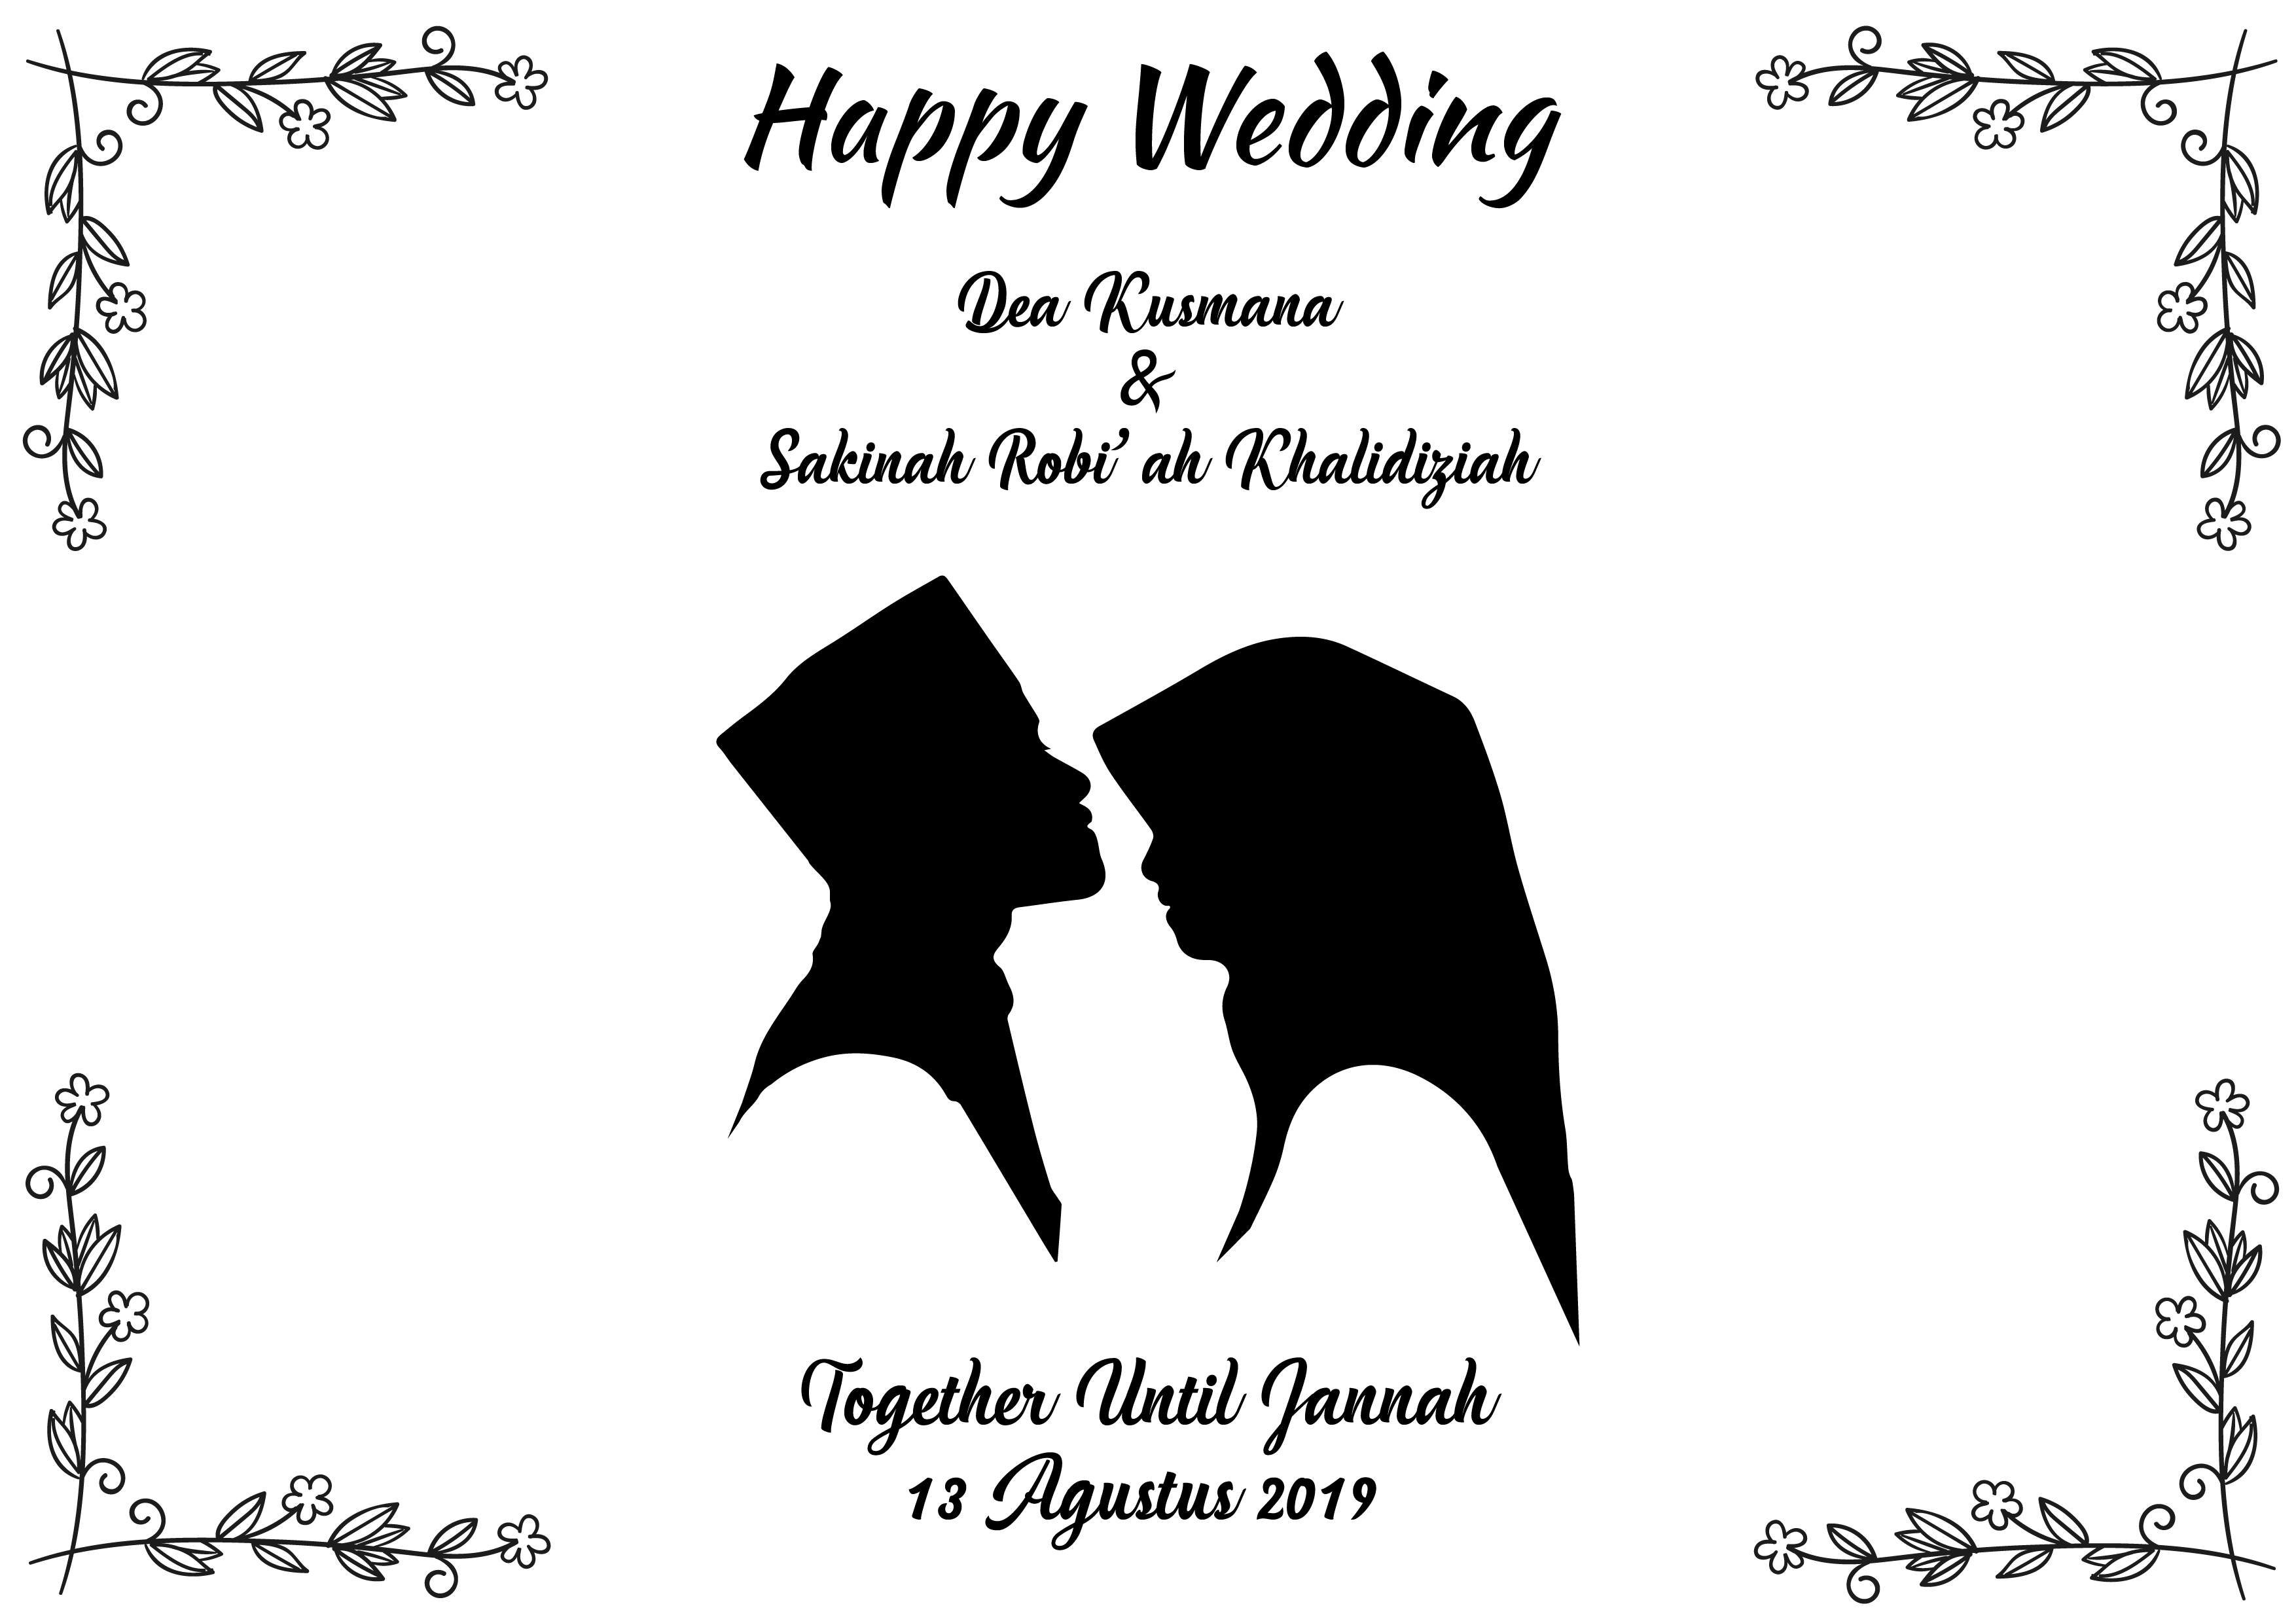 Happy Wedding
Dea Kusmana
&
Sakinah Robi' ah Khalidiziah
Together Until Jannah
13 Agustus 2019